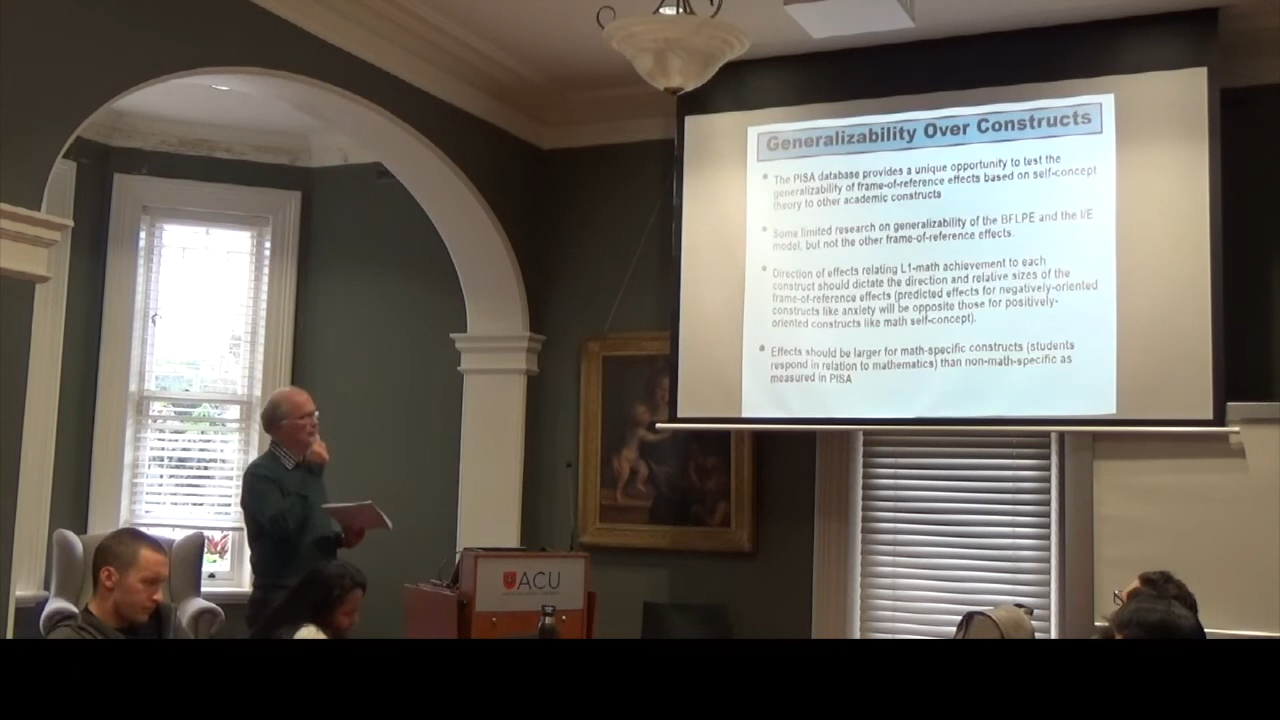 Generalizability Over Constructs
• The PISA database provides a unique opportunity to test the
generalizability of frame-of-reference effects based on self-concept
theory to other academic constructs
• Some limited research on generalizability of the BFLPE and the I/E
model, but not the other frame-of-reference effects.
• Direction of effects relating L1-math achievement to each
construct should dictate the direction and relative sizes of the
frame-of-reference effects (predicted effects for negatively-oriented
constructs like anxiety will be opposite those for positively-
oriented constructs like math self-concept).
• Effects should be larger for math-specific constructs (students
respond in relation to mathematics) than non-math-specific as
measured in PISA
ACU